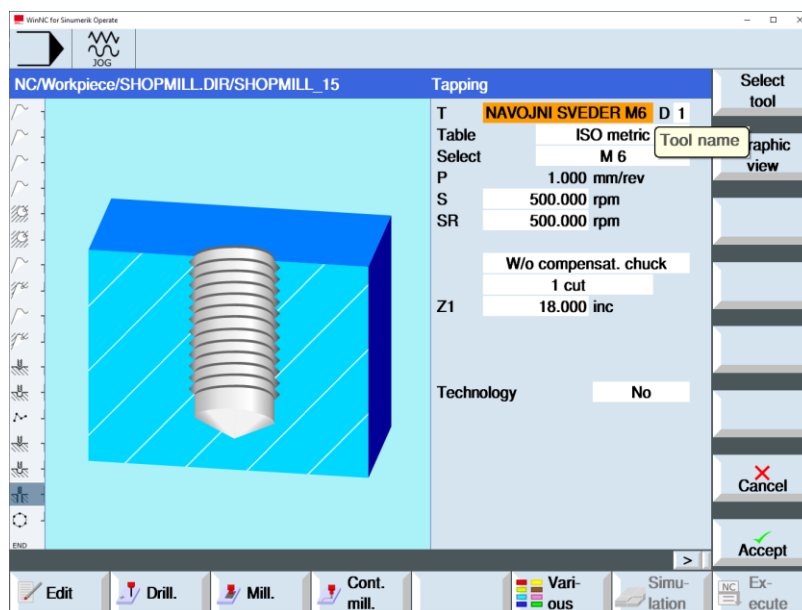 WinNC for Sinumerik Operate
JOG
NC/Workpiece/SHOPMILL.DIR/SHOPMILL_15
Tapping
T NAVOJNI SVEDER M6 D 1
Table ISO metric
Tool name
Select M 6
P 1.000 mm/rev
S 500.000 rpm
SR 500.000 rpm
W/o compensat. chuck
1 cut
Z1 18.000 inc
Technology No
END
Select
tool
raphic
view
Cancel
Accept
>
Edit
Drill.
Mill.
Cont.
mill.
Vari-
ous
Simu-
lation
NC
Ex-
ecute